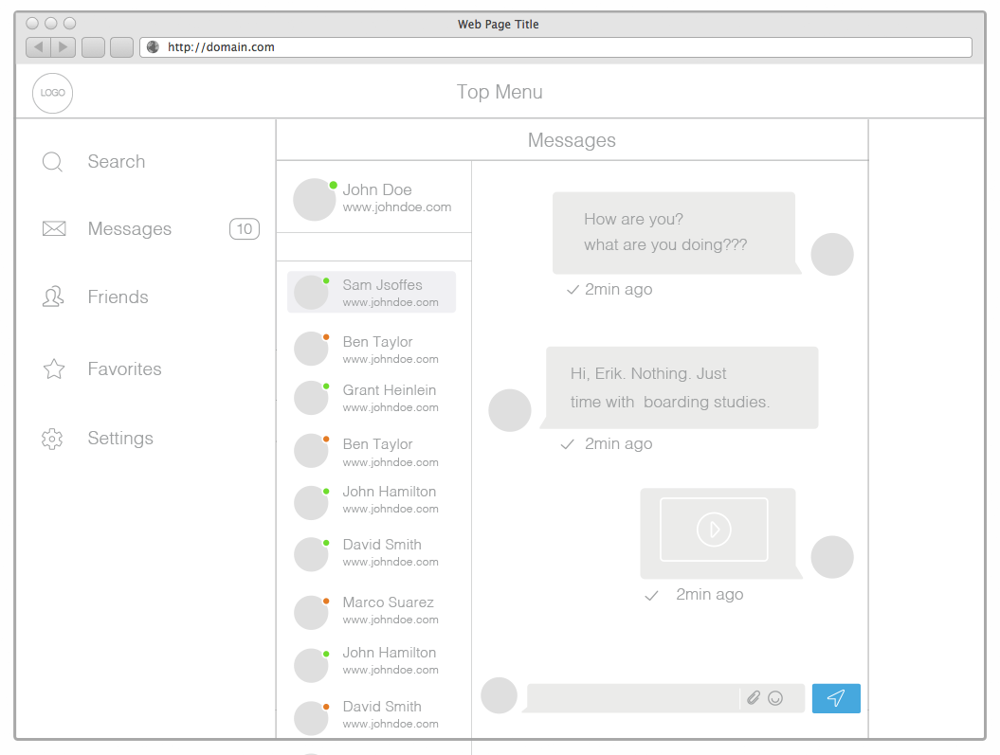 Web Page Title
http://domain.com
LOGO
Top Menu
Search
Messages
10
Friends
Favorites
Settings
Messages
John Doe
www.johndoe.com
Sam Jsoffes
www.johndoe.com
Ben Taylor
www.johndoe.com
Grant Heinlein
www.johndoe.com
Ben Taylor
www.johndoe.com
John Hamilton
www.johndoe.com
David Smith
www.johndoe.com
Marco Suarez
www.johndoe.com
John Hamilton
www.johndoe.com
David Smith
www.johndoe.com
How are you?
what are you doing???
2min ago
Hi, Erik. Nothing. Just
time with boarding studies.
2min ago
2min ago